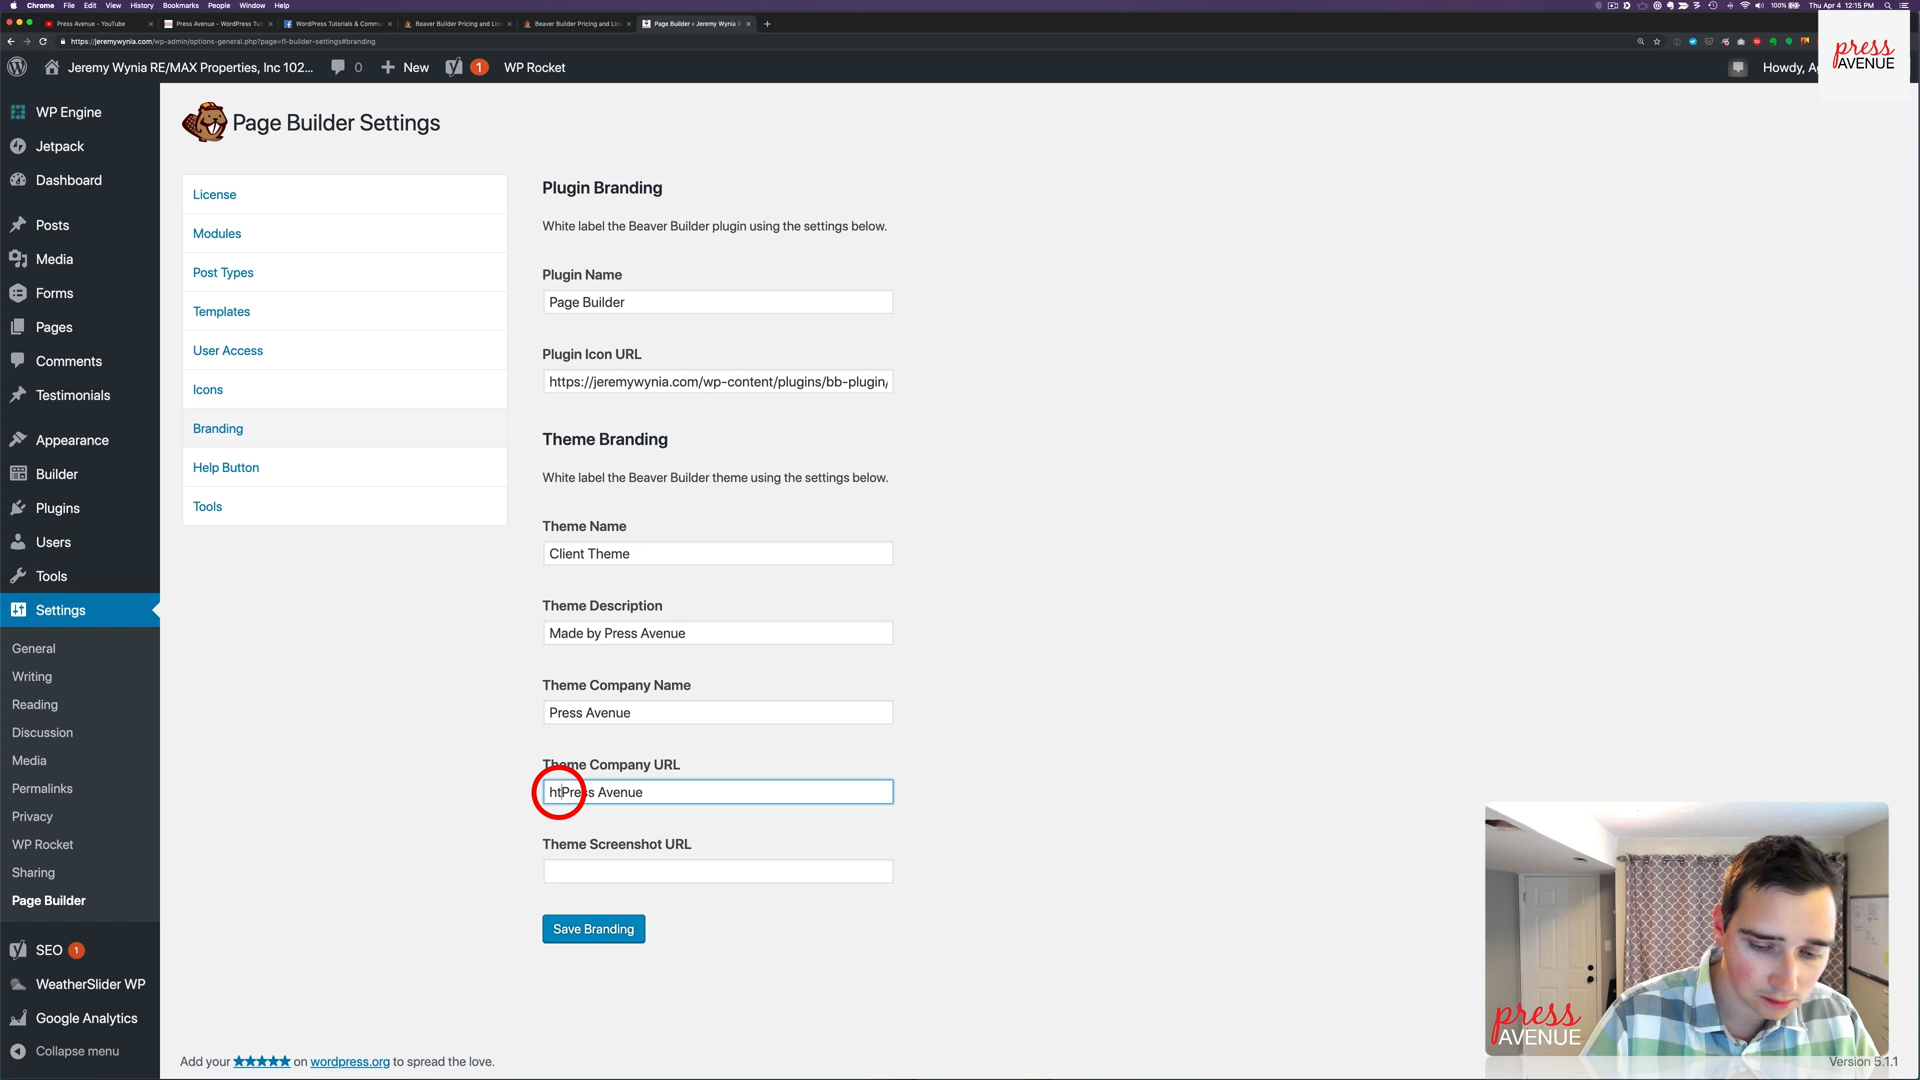 Chrome File Edit View History Bookmarks People Window Help
100% Thu Apr 4 12:15 PM
Press Avenue - YouTube
Press Avenue - WordPress Tut
WordPress Tutorials & Commu
Beaver Builder Pricing and Lice
Beaver Builder Pricing and Lice
Page Builder ‹ Jeremy Wynia R
https://jeremywynia.com/wp-admin/options-general.php?page=fl-builder-settings#branding
Jeremy Wynia RE/MAX Properties, Inc 102...
0
New
1
WP Rocket
Howdy, A
press
AVENUE
WP Engine
Jetpack
Dashboard
Posts
Media
Forms
Pages
Comments
Testimonials
Appearance
Builder
Plugins
Users
Tools
Settings
General
Writing
Reading
Discussion
Media
Permalinks
Privacy
WP Rocket
Sharing
Page Builder
SEO 1
WeatherSlider WP
Google Analytics
Collapse menu
Page Builder Settings
License
Modules
Post Types
Templates
User Access
Icons
Branding
Help Button
Tools
Plugin Branding
White label the Beaver Builder plugin using the settings below.
Plugin Name
Page Builder
Plugin Icon URL
https://jeremywynia.com/wp-content/plugins/bb-plugin/
Theme Branding
White label the Beaver Builder theme using the settings below.
Theme Name
Client Theme
Theme Description
Made by Press Avenue
Theme Company Name
Press Avenue
Theme Company URL
htPress Avenue
Theme Screenshot URL
Save Branding
Add your ★★★★★ on wordpress.org to spread the love.
press
AVENUE
Version 5.1.1